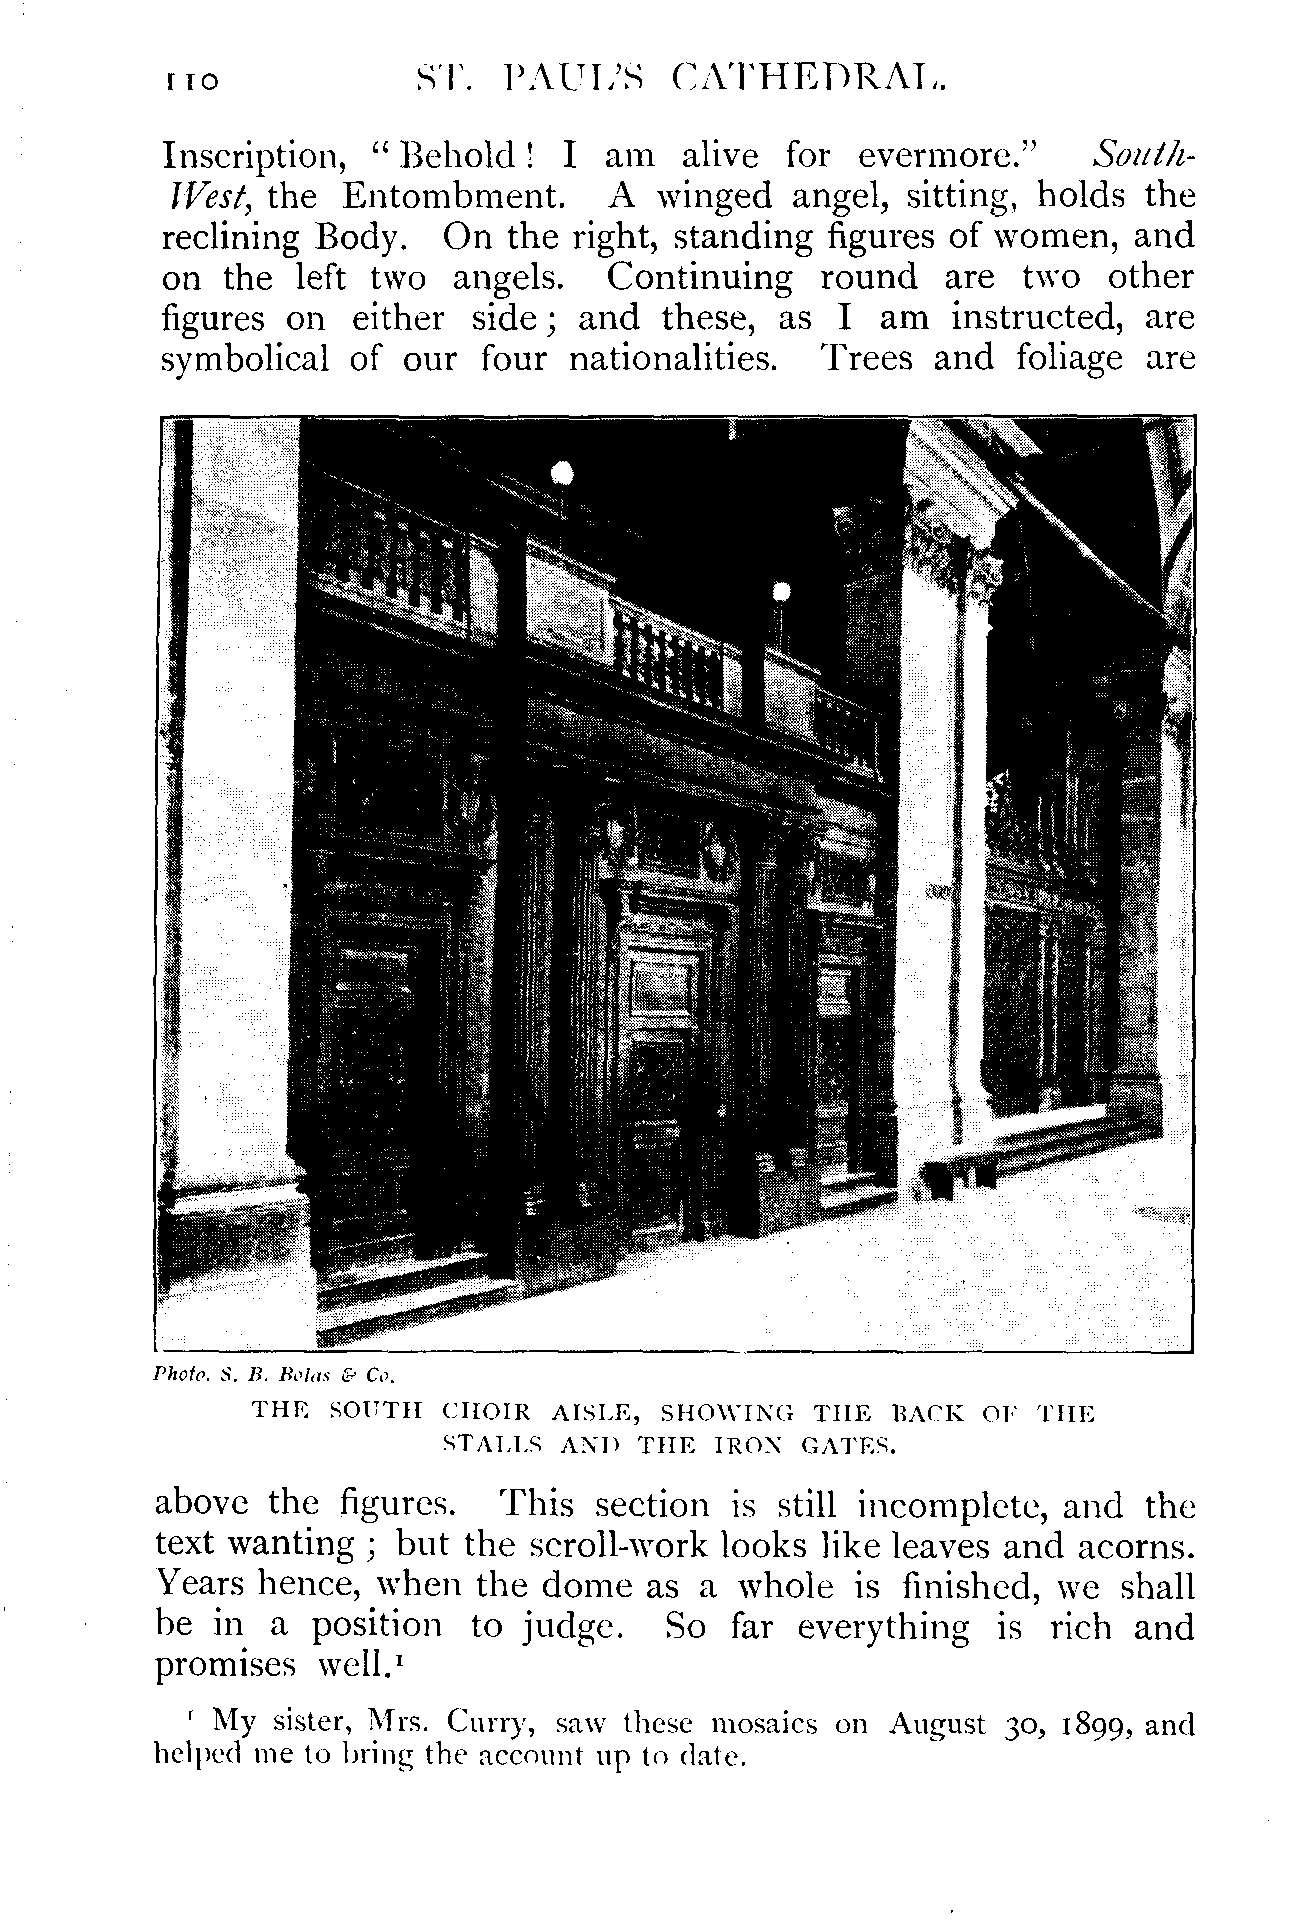 110 ST. PAUL'S CATHEDRAL.
Inscription, “Behold! I am alive for evermore.” South-
West, the Entombment. A winged angel, sitting, holds the
reclining Body. On the right, standing figures of women, and
on the left two angels. Continuing round are two other
figures on either side; and these, as I am instructed, are
symbolical of our four nationalities. Trees and foliage are
Photo. S. B. Bolas & Co.
THE SOUTH CHOIR AISLE, SHOWING THE BACK OF THE
STALLS AND THE IRON GATES.
above the figures. This section is still incomplete, and the
text wanting; but the scroll-work looks like leaves and acorns.
Years hence, when the dome as a whole is finished, we shall
be in a position to judge. So far everything is rich and
promises well.¹
¹ My sister, Mrs. Curry, saw these mosaics on August 30, 1899, and
helped me to bring the account up to date.